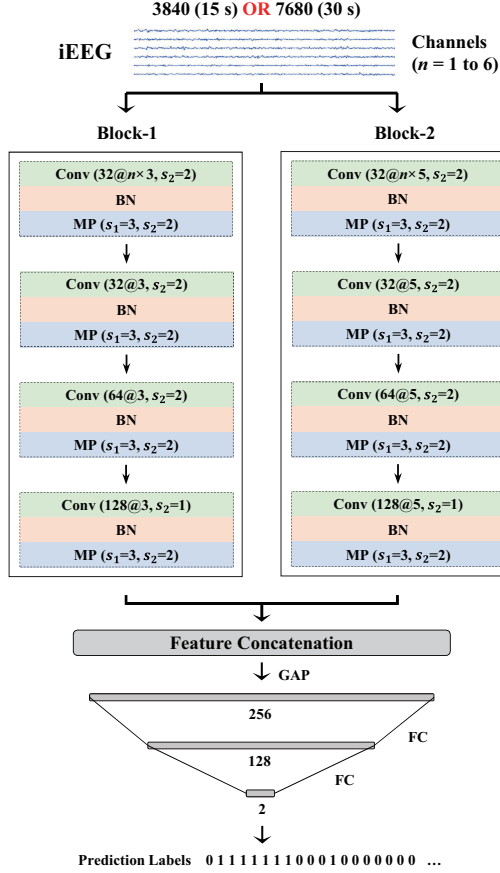 3840 (15 s) OR 7680 (30 s)
iEEG
Channels
(n = 1 to 6)
Block-1
Conv (32@n×3, s₂=2)
BN
MP (s₁=3, s₂=2)
Conv (32@3, s₂=2)
BN
MP (s₁=3, s₂=2)
Conv (64@3, s₂=2)
BN
MP (s₁=3, s₂=2)
Conv (128@3, s₂=1)
BN
MP (s₁=3, s₂=2)
Block-2
Conv (32@n×5, s₂=2)
BN
MP (s₁=3, s₂=2)
Conv (32@5, s₂=2)
BN
MP (s₁=3, s₂=2)
Conv (64@5, s₂=2)
BN
MP (s₁=3, s₂=2)
Conv (128@5, s₂=1)
BN
MP (s₁=3, s₂=2)
Feature Concatenation
GAP
256
FC
128
FC
2
Prediction Labels 0 1 1 1 1 1 1 1 0 0 0 1 0 0 0 0 0 0 0 ...